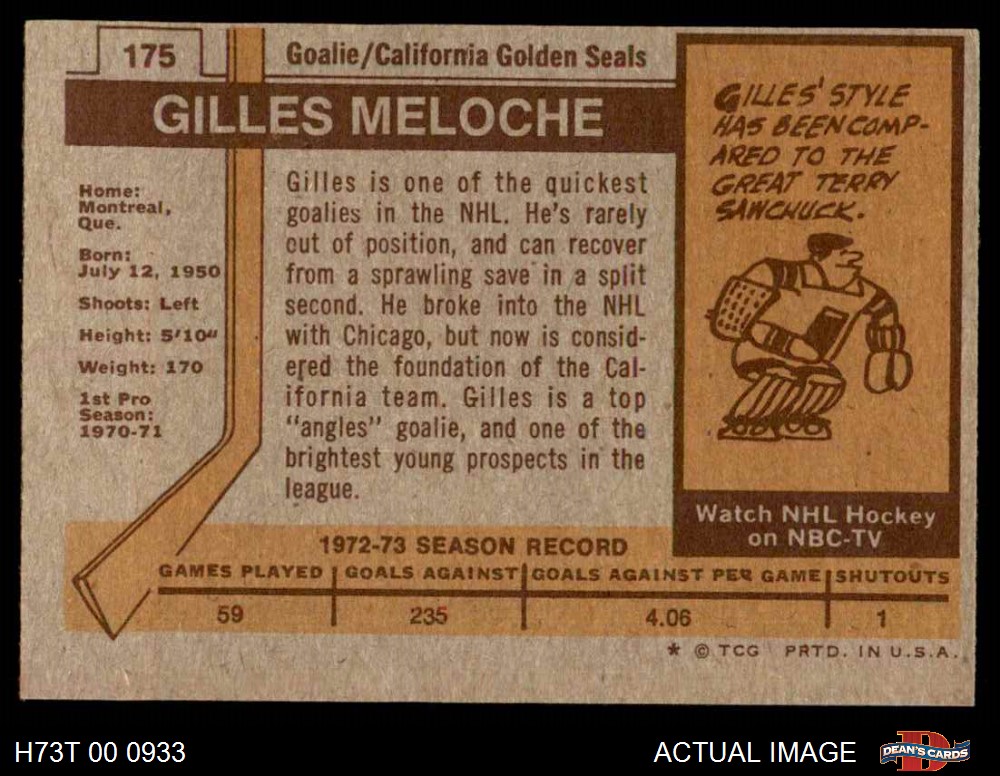 175
Goalie/California Golden Seals
GILLES MELOCHE
Home:
Montreal,
Que.
Born:
July 12, 1950
Shoots: Left
Height: 5'10"
Weight: 170
1st Pro
Season:
1970-71
Gilles is one of the quickest
goalies in the NHL. He's rarely
out of position, and can recover
from a sprawling save in a split
second. He broke into the NHL
with Chicago, but now is consid-
ered the foundation of the Cal-
ifornia team. Gilles is a top
"angles" goalie, and one of the
brightest young prospects in the
league.
GILLES' STYLE
HAS BEEN COMP-
ARED TO THE
GREAT TERRY
SAWCHUCK.
Watch NHL Hockey
on NBC-TV
1972-73 SEASON RECORD
GAMES PLAYED GOALS AGAINST GOALS AGAINST PER GAME SHUTOUTS
59 235 4.06 1
* © TCG PRTD. IN U.S.A.
H73T 00 0933
ACTUAL IMAGE
D
DEAN'S CARDS